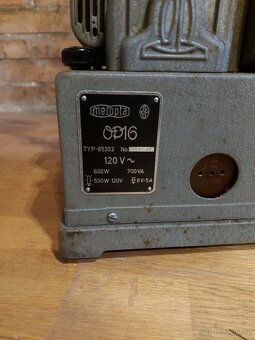 meopta
OP16
TYP-85303 No
120 V ~
600W 700VA
500W 120V 6V-5A